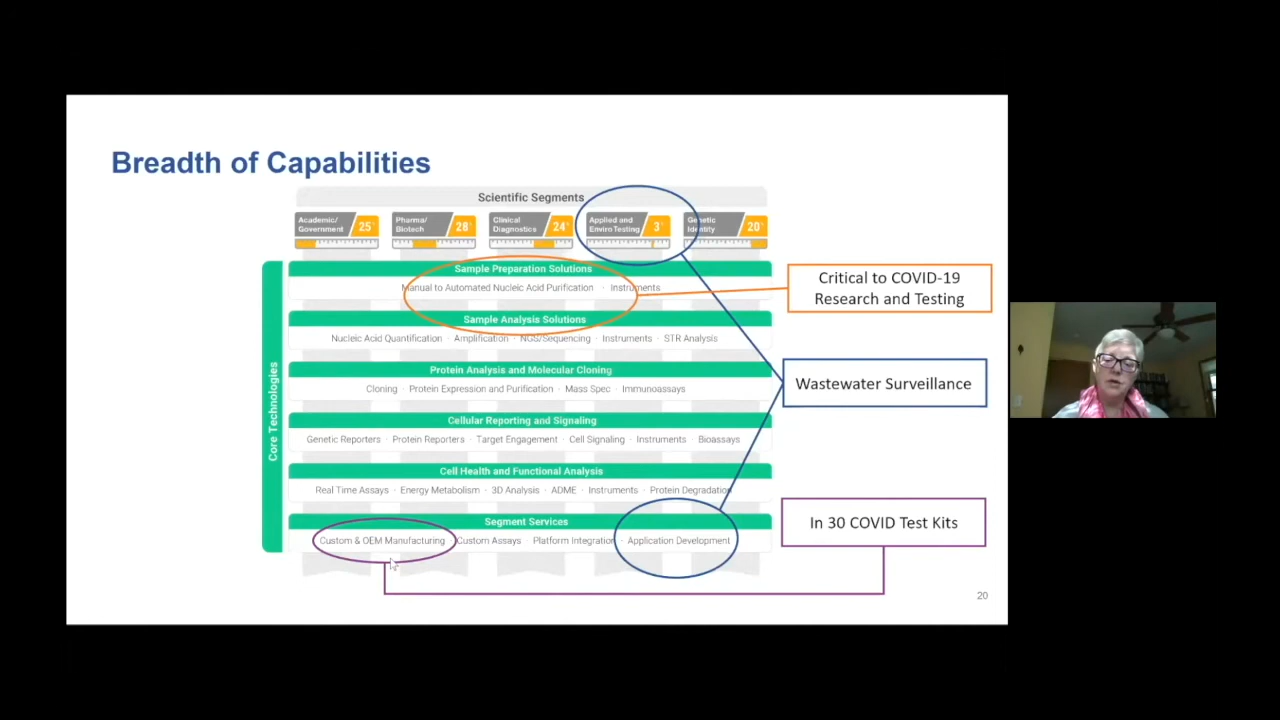 Breadth of Capabilities
Scientific Segments
Academic/
Government
25%
Pharma/
Biotech
28%
Clinical
Diagnostics
24%
Applied and
Enviro Testing
3%
Genetic
Identity
20%
Core Technologies
Sample Preparation Solutions
Manual to Automated Nucleic Acid Purification · Instruments
Sample Analysis Solutions
Nucleic Acid Quantification · Amplification · NGS/Sequencing · Instruments · STR Analysis
Protein Analysis and Molecular Cloning
Cloning · Protein Expression and Purification · Mass Spec · Immunoassays
Cellular Reporting and Signaling
Genetic Reporters · Protein Reporters · Target Engagement · Cell Signaling · Instruments · Bioassays
Cell Health and Functional Analysis
Real Time Assays · Energy Metabolism · 3D Analysis · ADME · Instruments · Protein Degradation
Segment Services
Custom & OEM Manufacturing · Custom Assays · Platform Integration · Application Development
Critical to COVID-19
Research and Testing
Wastewater Surveillance
In 30 COVID Test Kits
20